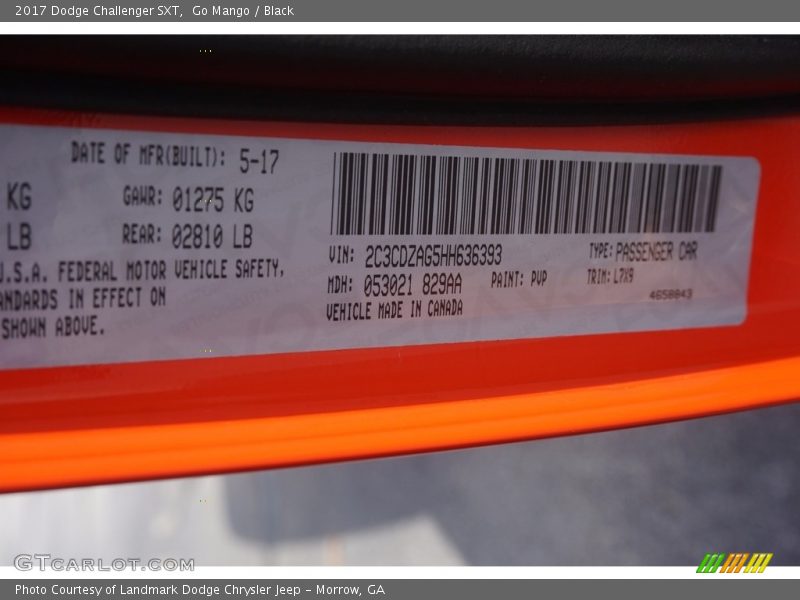 2017 Dodge Challenger SXT, Go Mango / Black
DATE OF MFR(BUILT): 5-17
KG GAWR: 01275 KG
LB REAR: 02810 LB
U.S.A. FEDERAL MOTOR VEHICLE SAFETY,
ANDARDS IN EFFECT ON
SHOWN ABOVE.
VIN: 2C3CDZAG5HH636393 TYPE: PASSENGER CAR
MDH: 053021 829AA PAINT: PVP TRIM: L7X9
VEHICLE MADE IN CANADA 4658843
GTCARLOT.COM
Photo Courtesy of Landmark Dodge Chrysler Jeep - Morrow, GA